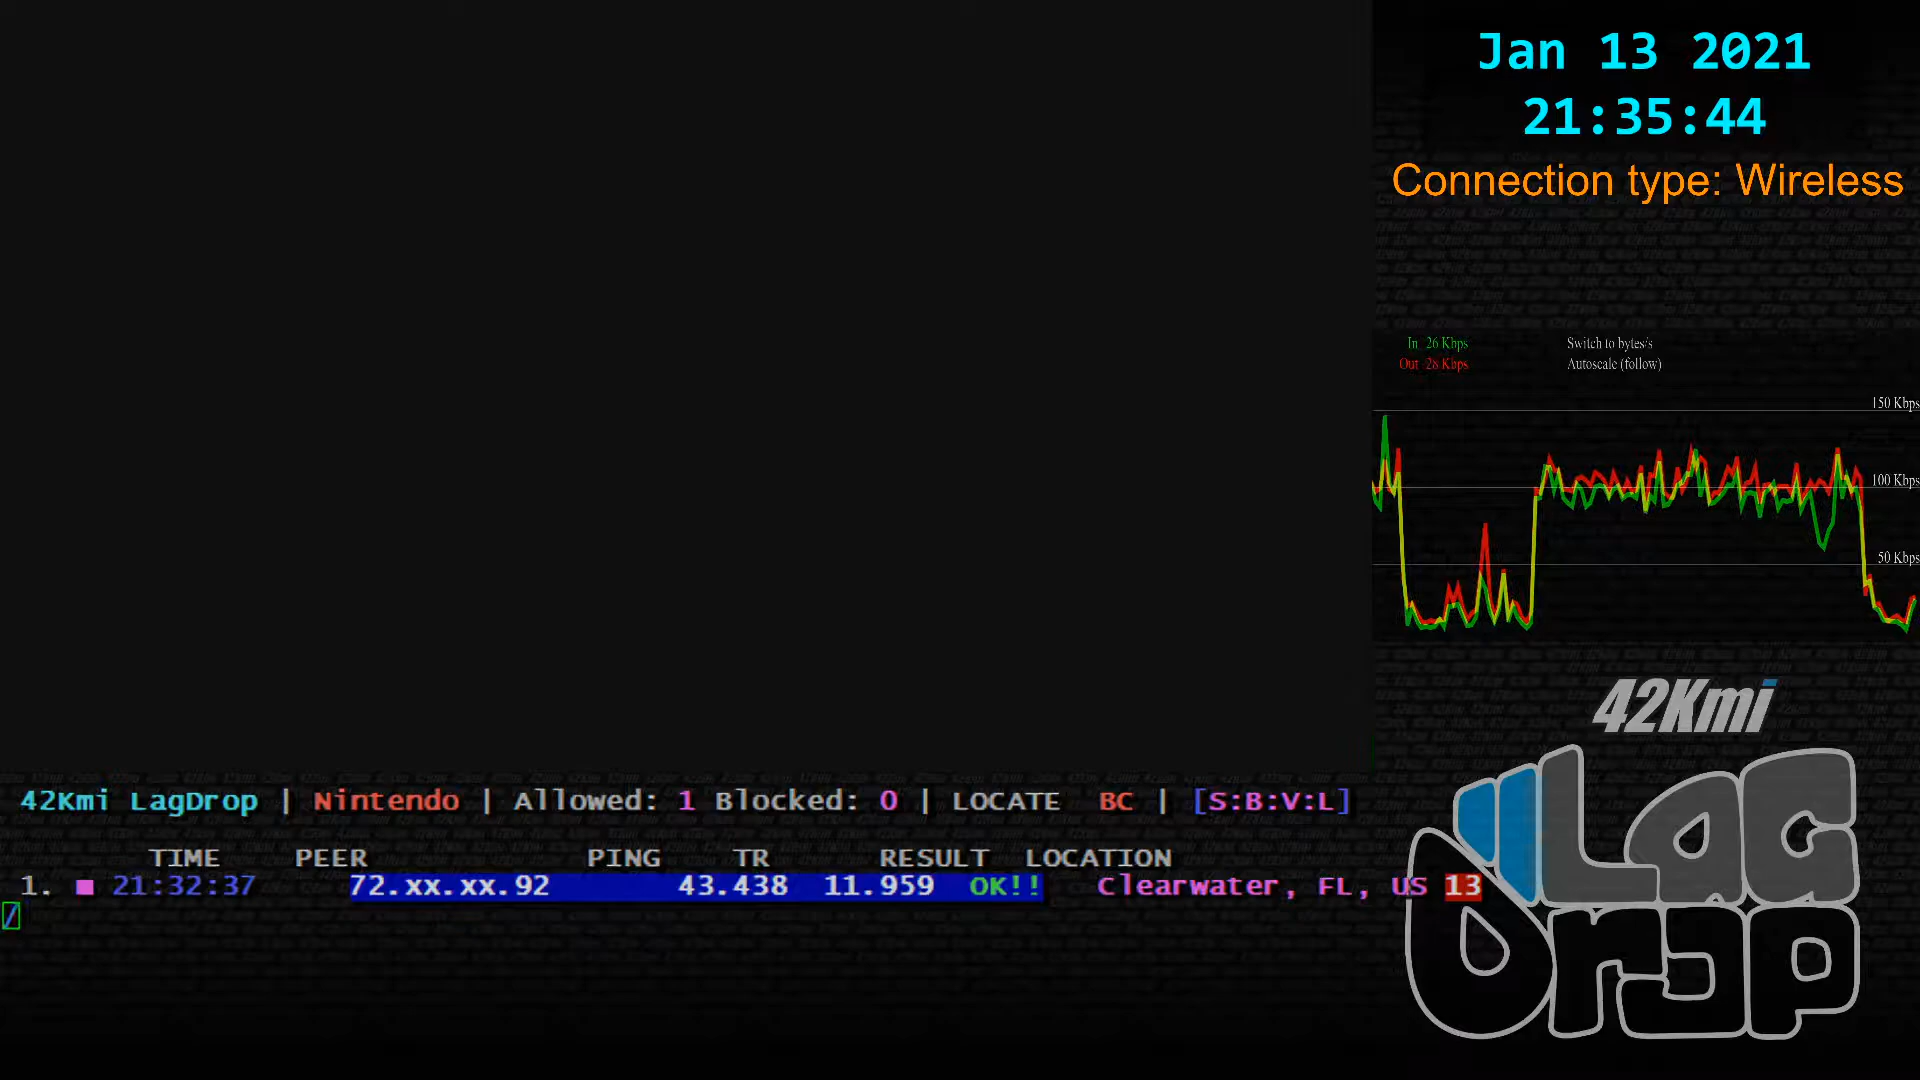 Jan 13 2021
21:35:44
Connection type: Wireless
In 26 Kbps
Switch to bytes/s
Out 28 Kbps
Autoscale (follow)
150 Kbps
100 Kbps
50 Kbps
42Kmi
LagDrop
42Kmi LagDrop | Nintendo | Allowed: 1 Blocked: 0 | LOCATE BC | [S:B:V:L]
TIME PEER PING TR RESULT LOCATION
1. 21:32:37 72.xx.xx.92 43.438 11.959 OK!! Clearwater, FL, US 13
/